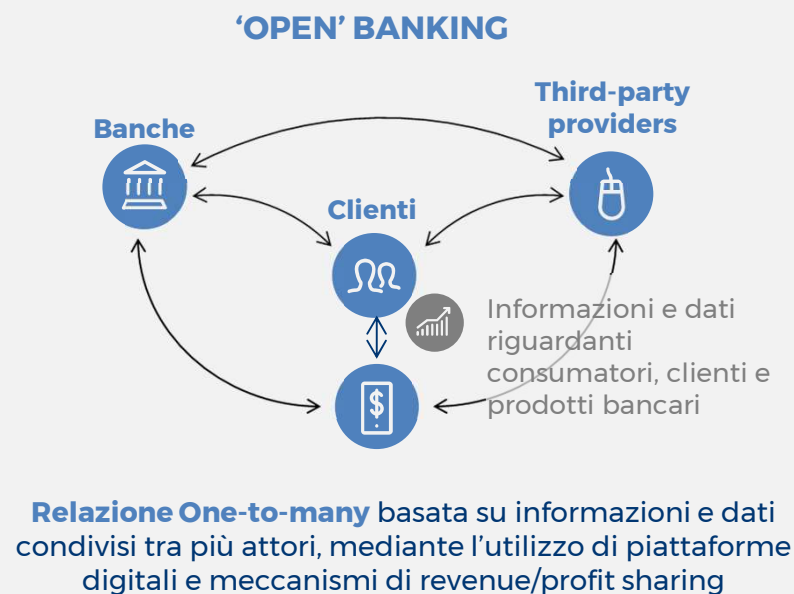 ‘OPEN’ BANKING
Third-party
providers
Banche
Clienti
$
Informazioni e dati
riguardanti
consumatori, clienti e
prodotti bancari
Relazione One-to-many basata su informazioni e dati
condivisi tra più attori, mediante l’utilizzo di piattaforme
digitali e meccanismi di revenue/profit sharing